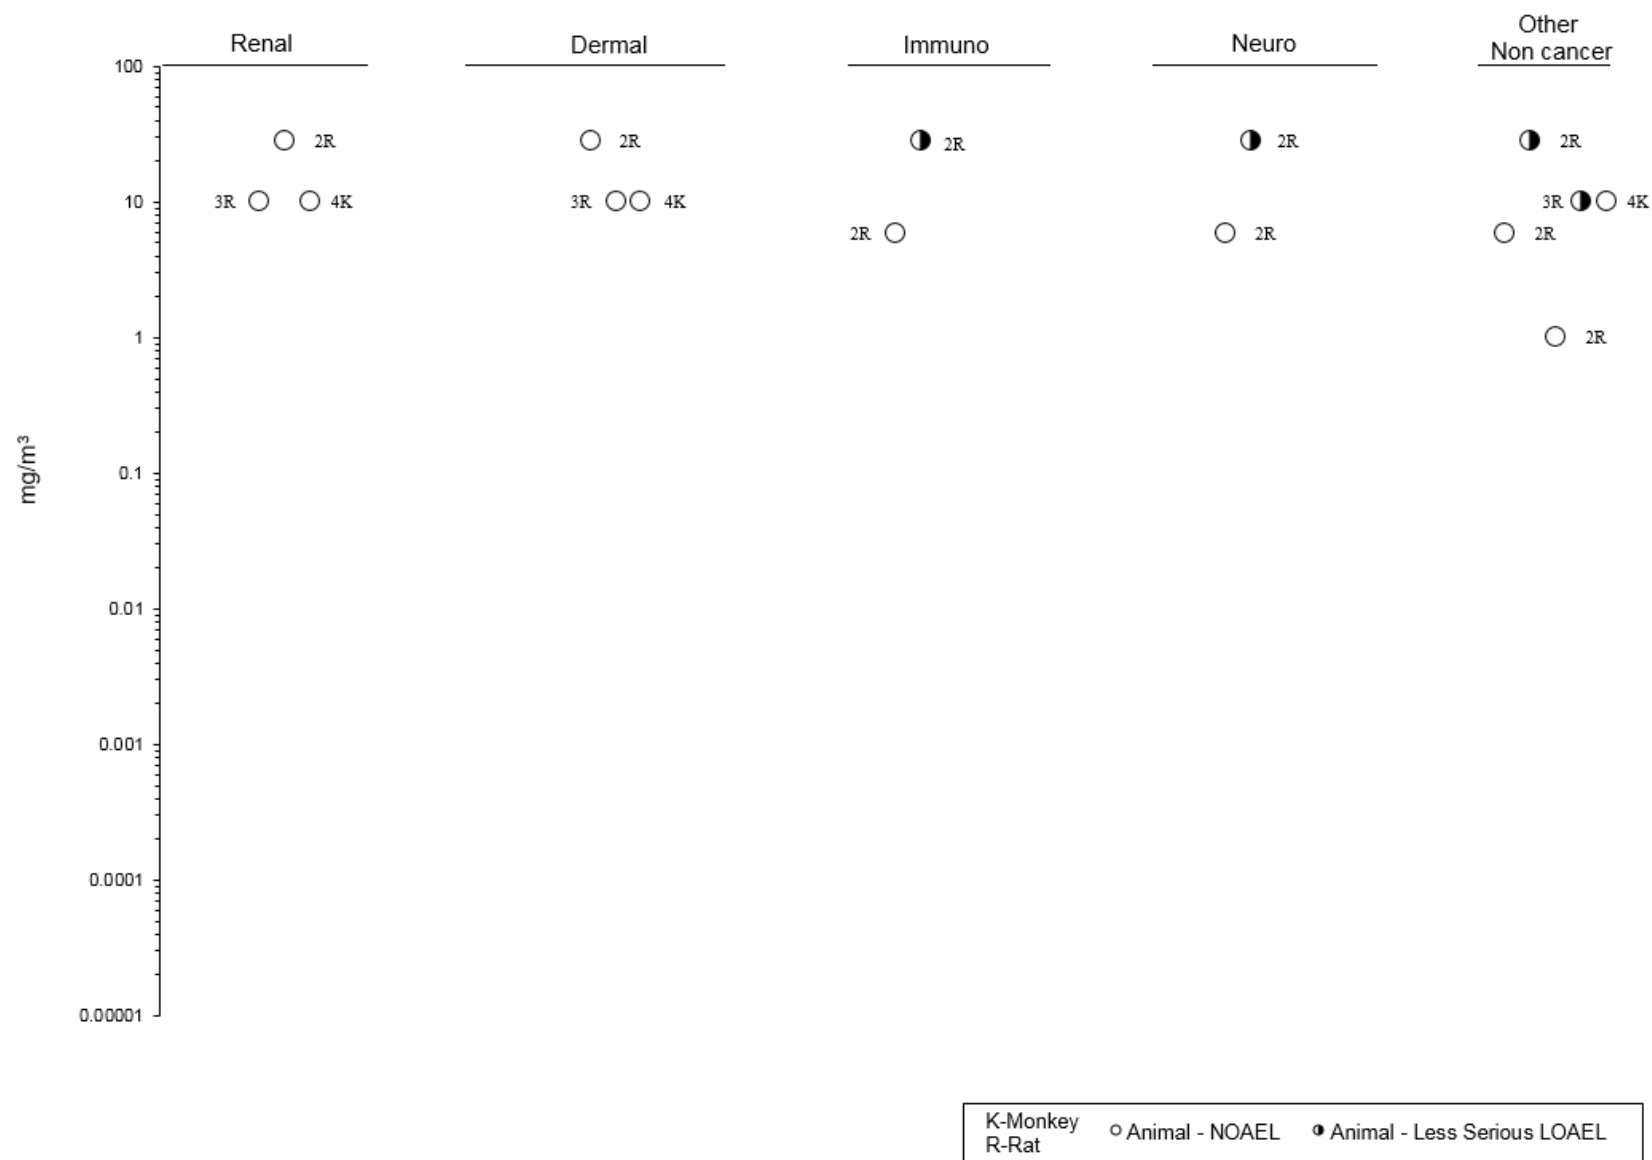 Renal
Dermal
Immuno
Neuro
Other
Non cancer
100
2R
2R
2R
2R
2R
10
3R
4K
3R
4K
3R
4K
2R
2R
2R
1
2R
mg/m³
0.1
0.01
0.001
0.0001
0.00001
K-Monkey
R-Rat
Animal - NOAEL
Animal - Less Serious LOAEL